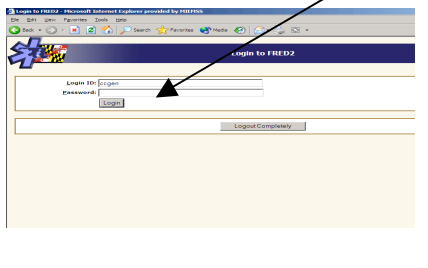 Login to FRED2 - Microsoft Internet Explorer provided by MIEMSS
File Edit View Favorites Tools Help
Back Search Favorites Media
Login to FRED2
Login ID: ccgen
Password:
Login
Logout Completely